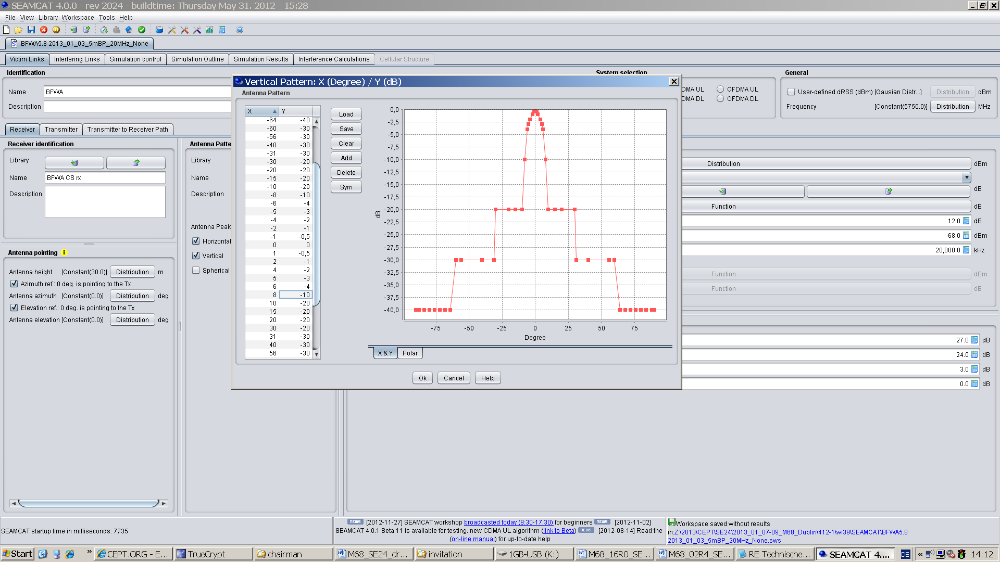 SEAMCAT 4.0.0 - rev 2024 - buildtime: Thursday May 31. 2012 - 15:28
File View Library Workspace Tools Help
BFWA5.8 2013_01_03_5mBP_20MHz_None
Victim Links Interfering Links Simulation control Simulation Outline Simulation Results Interference Calculations Cellular Structure
Identification
Name BFWA
Description
System selection
DMA UL OFDMA UL
DMA DL OFDMA DL
General
User-defined dRSS (dBm) [Gausian Distr...] Distribution dBm
Frequency [Constant(5750.0)] Distribution MHz
Receiver Transmitter Transmitter to Receiver Path
Receiver identification
Library
Name BFWA CS rx
Description
Antenna pointing
Antenna height [Constant(30.0)] Distribution m
Azimuth ref.: 0 deg. is pointing to the Tx
Antenna azimuth [Constant(0.0)] Distribution deg
Elevation ref.: 0 deg. is pointing to the Tx
Antenna elevation [Constant(0.0)] Distribution deg
Antenna Patte
Library
Name
Description
Antenna Peak
Horizontal
Vertical
Spherical
Vertical Pattern: X (Degree) / Y (dB)
Antenna Pattern
X Y
-64 -40
-60 -30
-56 -30
-40 -30
-31 -30
-30 -20
-20 -20
-15 -20
-10 -20
-8 -10
-6 -4
-5 -3
-4 -2
-2 -1
-1 -0,5
0 0
1 -0,5
2 -1
4 -2
5 -3
6 -4
8 -10
10 -20
15 -20
20 -20
30 -20
31 -30
40 -30
56 -30
Load
Save
Clear
Add
Delete
Sym
dB
0,0
-2,5
-5,0
-7,5
-10,0
-12,5
-15,0
-17,5
-20,0
-22,5
-25,0
-27,5
-30,0
-32,5
-35,0
-37,5
-40,0
-75 -50 -25 0 25 50 75
Degree
X & Y Polar
Ok Cancel Help
Distribution dBm
dB
Function dB
12.0 dB
-68.0 dBm
20,000.0 kHz
Function dBm
Function dB
27.0 dB
24.0 dB
3.0 dB
0.0 dB
SEAMCAT startup time in milliseconds: 7735
NEWS [2012-11-27] SEAMCAT workshop broadcasted today (9:30-17:30) for beginners NEWS [2012-11-02]
SEAMCAT 4.0.1 Beta 11 is available for testing. new CDMA UL algorithm (link to Beta) NEWS [2012-08-14] Read the
(on-line manual) for up-to-date help
Workspace saved without results
in:Z:\2013\CEPT\SE24\2013_01_07-09_M68_Dublin\412-1\wi39\SEAMCAT\BFWA5.8
2013_01_03_5mBP_20MHz_None.sws
Start » CEPT.ORG - E... TrueCrypt chairman M68_SE24_dr... invitation 1GB-USB (K:) M68_16R0_SE... M68_02R4_SE... RE Technische... SEAMCAT 4.... DE « 14:12